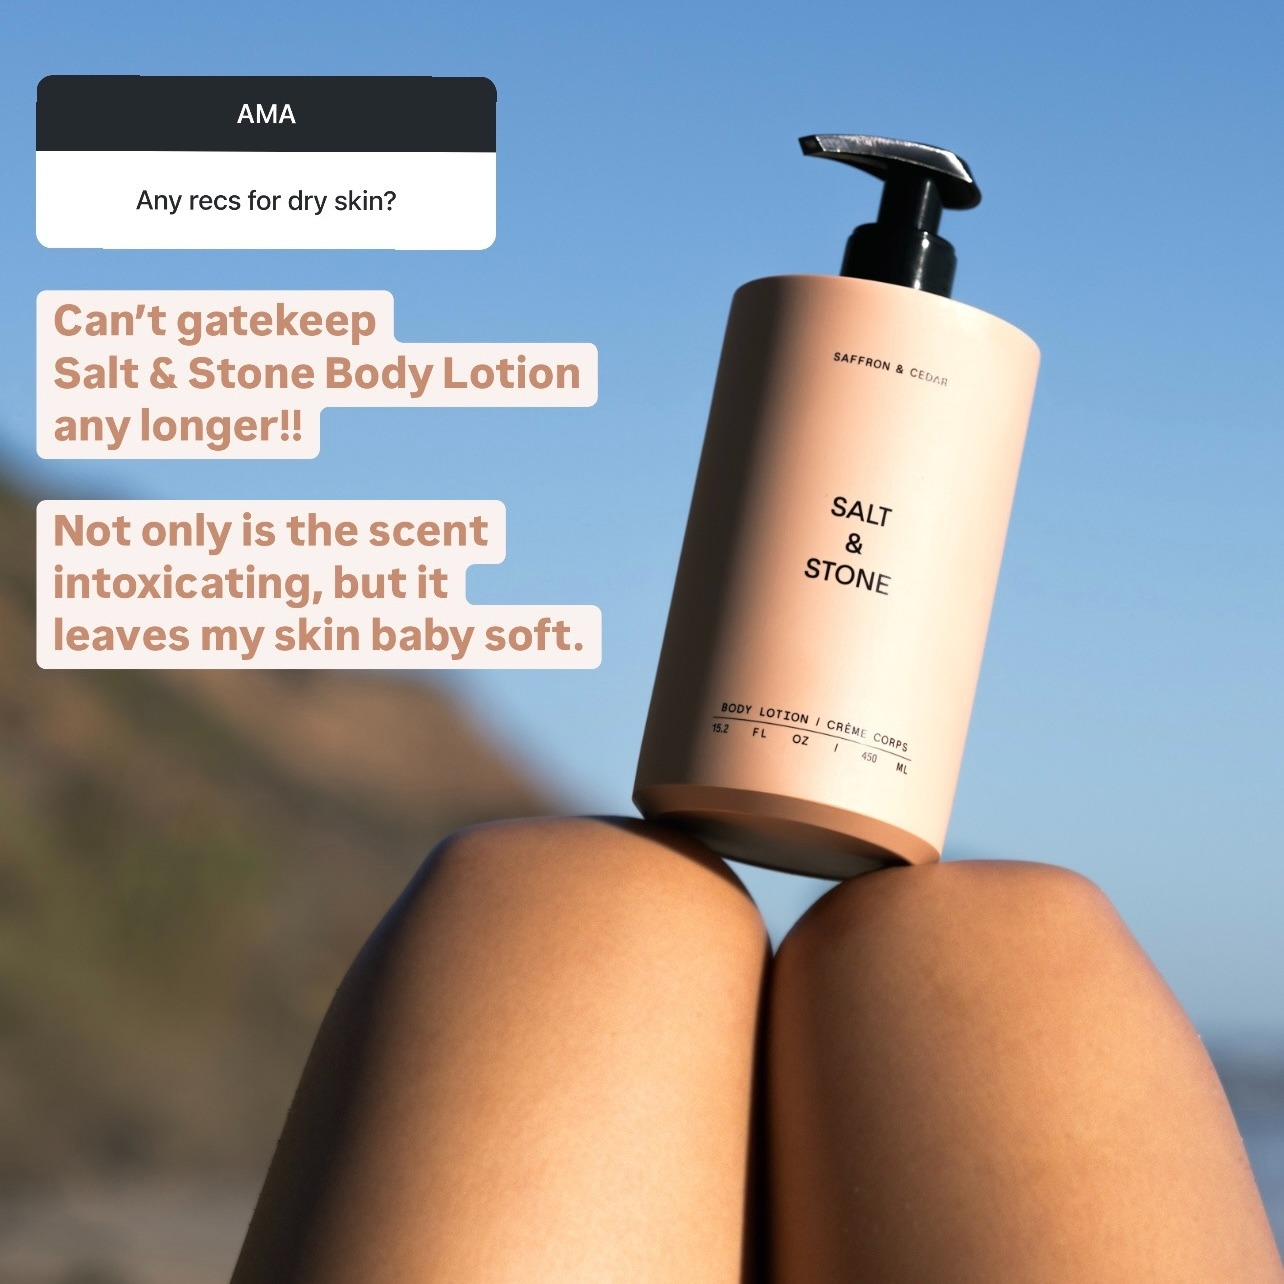 AMA
Any recs for dry skin?
Can’t gatekeep
Salt & Stone Body Lotion
any longer!!
Not only is the scent
intoxicating, but it
leaves my skin baby soft.
SAFFRON & CEDAR
SALT
&
STONE
BODY LOTION / CRÈME CORPS
15.2 FL OZ / 450 ML